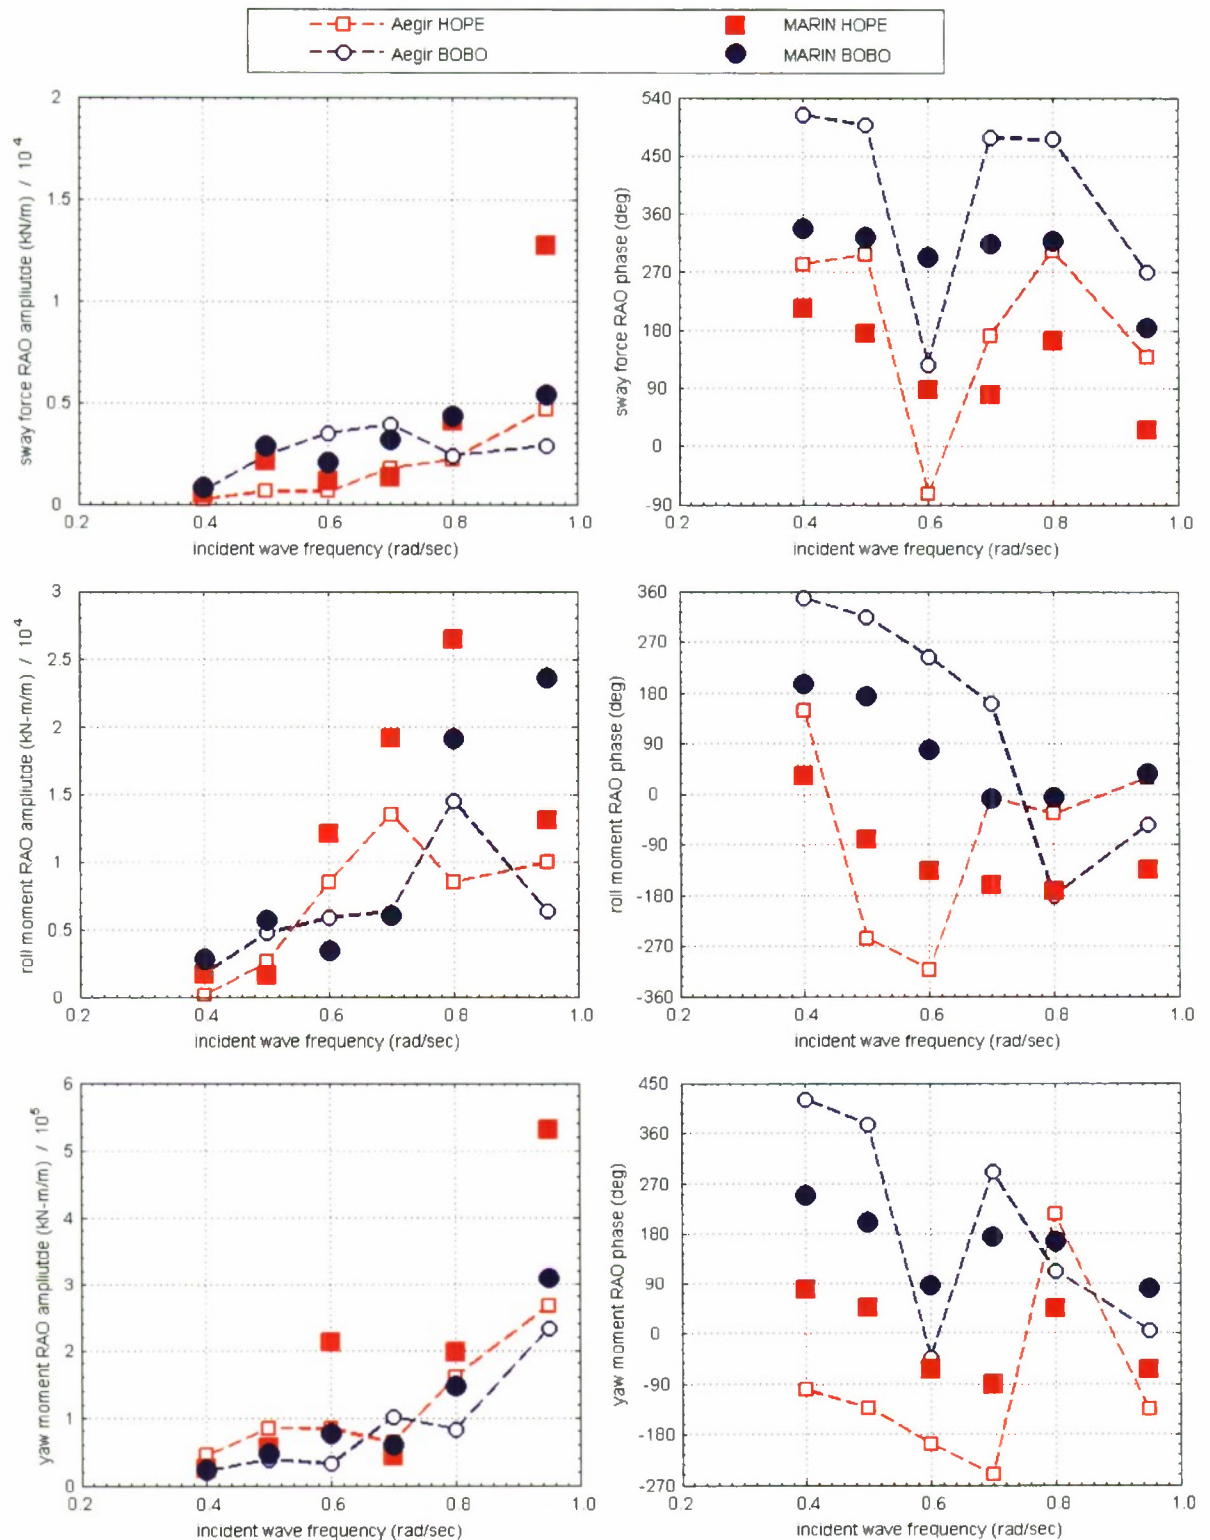 Aegir HOPE
MARIN HOPE
Aegir BOBO
MARIN BOBO
2
1.5
1
0.5
0
0.2 0.4 0.6 0.8 1.0
sway force RAO ampliutde (kN/m) / 10^4
incident wave frequency (rad/sec)
540
450
360
270
180
90
0
-90
0.2 0.4 0.6 0.8 1.0
sway force RAO phase (deg)
incident wave frequency (rad/sec)
3
2.5
2
1.5
1
0.5
0
0.2 0.4 0.6 0.8 1.0
roll moment RAO ampliutde (kN-m/m) / 10^4
incident wave frequency (rad/sec)
360
270
180
90
0
-90
-180
-270
-360
0.2 0.4 0.6 0.8 1.0
roll moment RAO phase (deg)
incident wave frequency (rad/sec)
6
5
4
3
2
1
0
0.2 0.4 0.6 0.8 1.0
yaw moment RAO ampliutde (kN-m/m) / 10^5
incident wave frequency (rad/sec)
450
360
270
180
90
0
-90
-180
-270
0.2 0.4 0.6 0.8 1.0
yaw moment RAO phase (deg)
incident wave frequency (rad/sec)